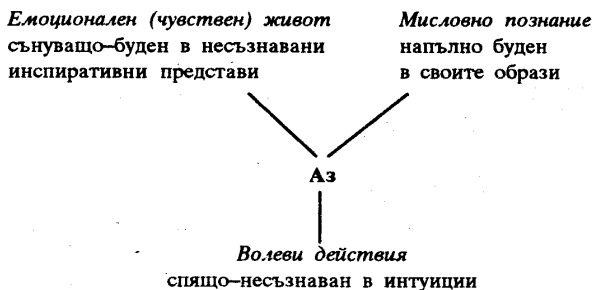 Емоционален (чувствен) живот
сънуващо-буден в несъзнавани
инспиративни представи
Мисловно познание
напълно буден
в своите образи
Аз
Волеви действия
спящо-несъзнаван в интуиции